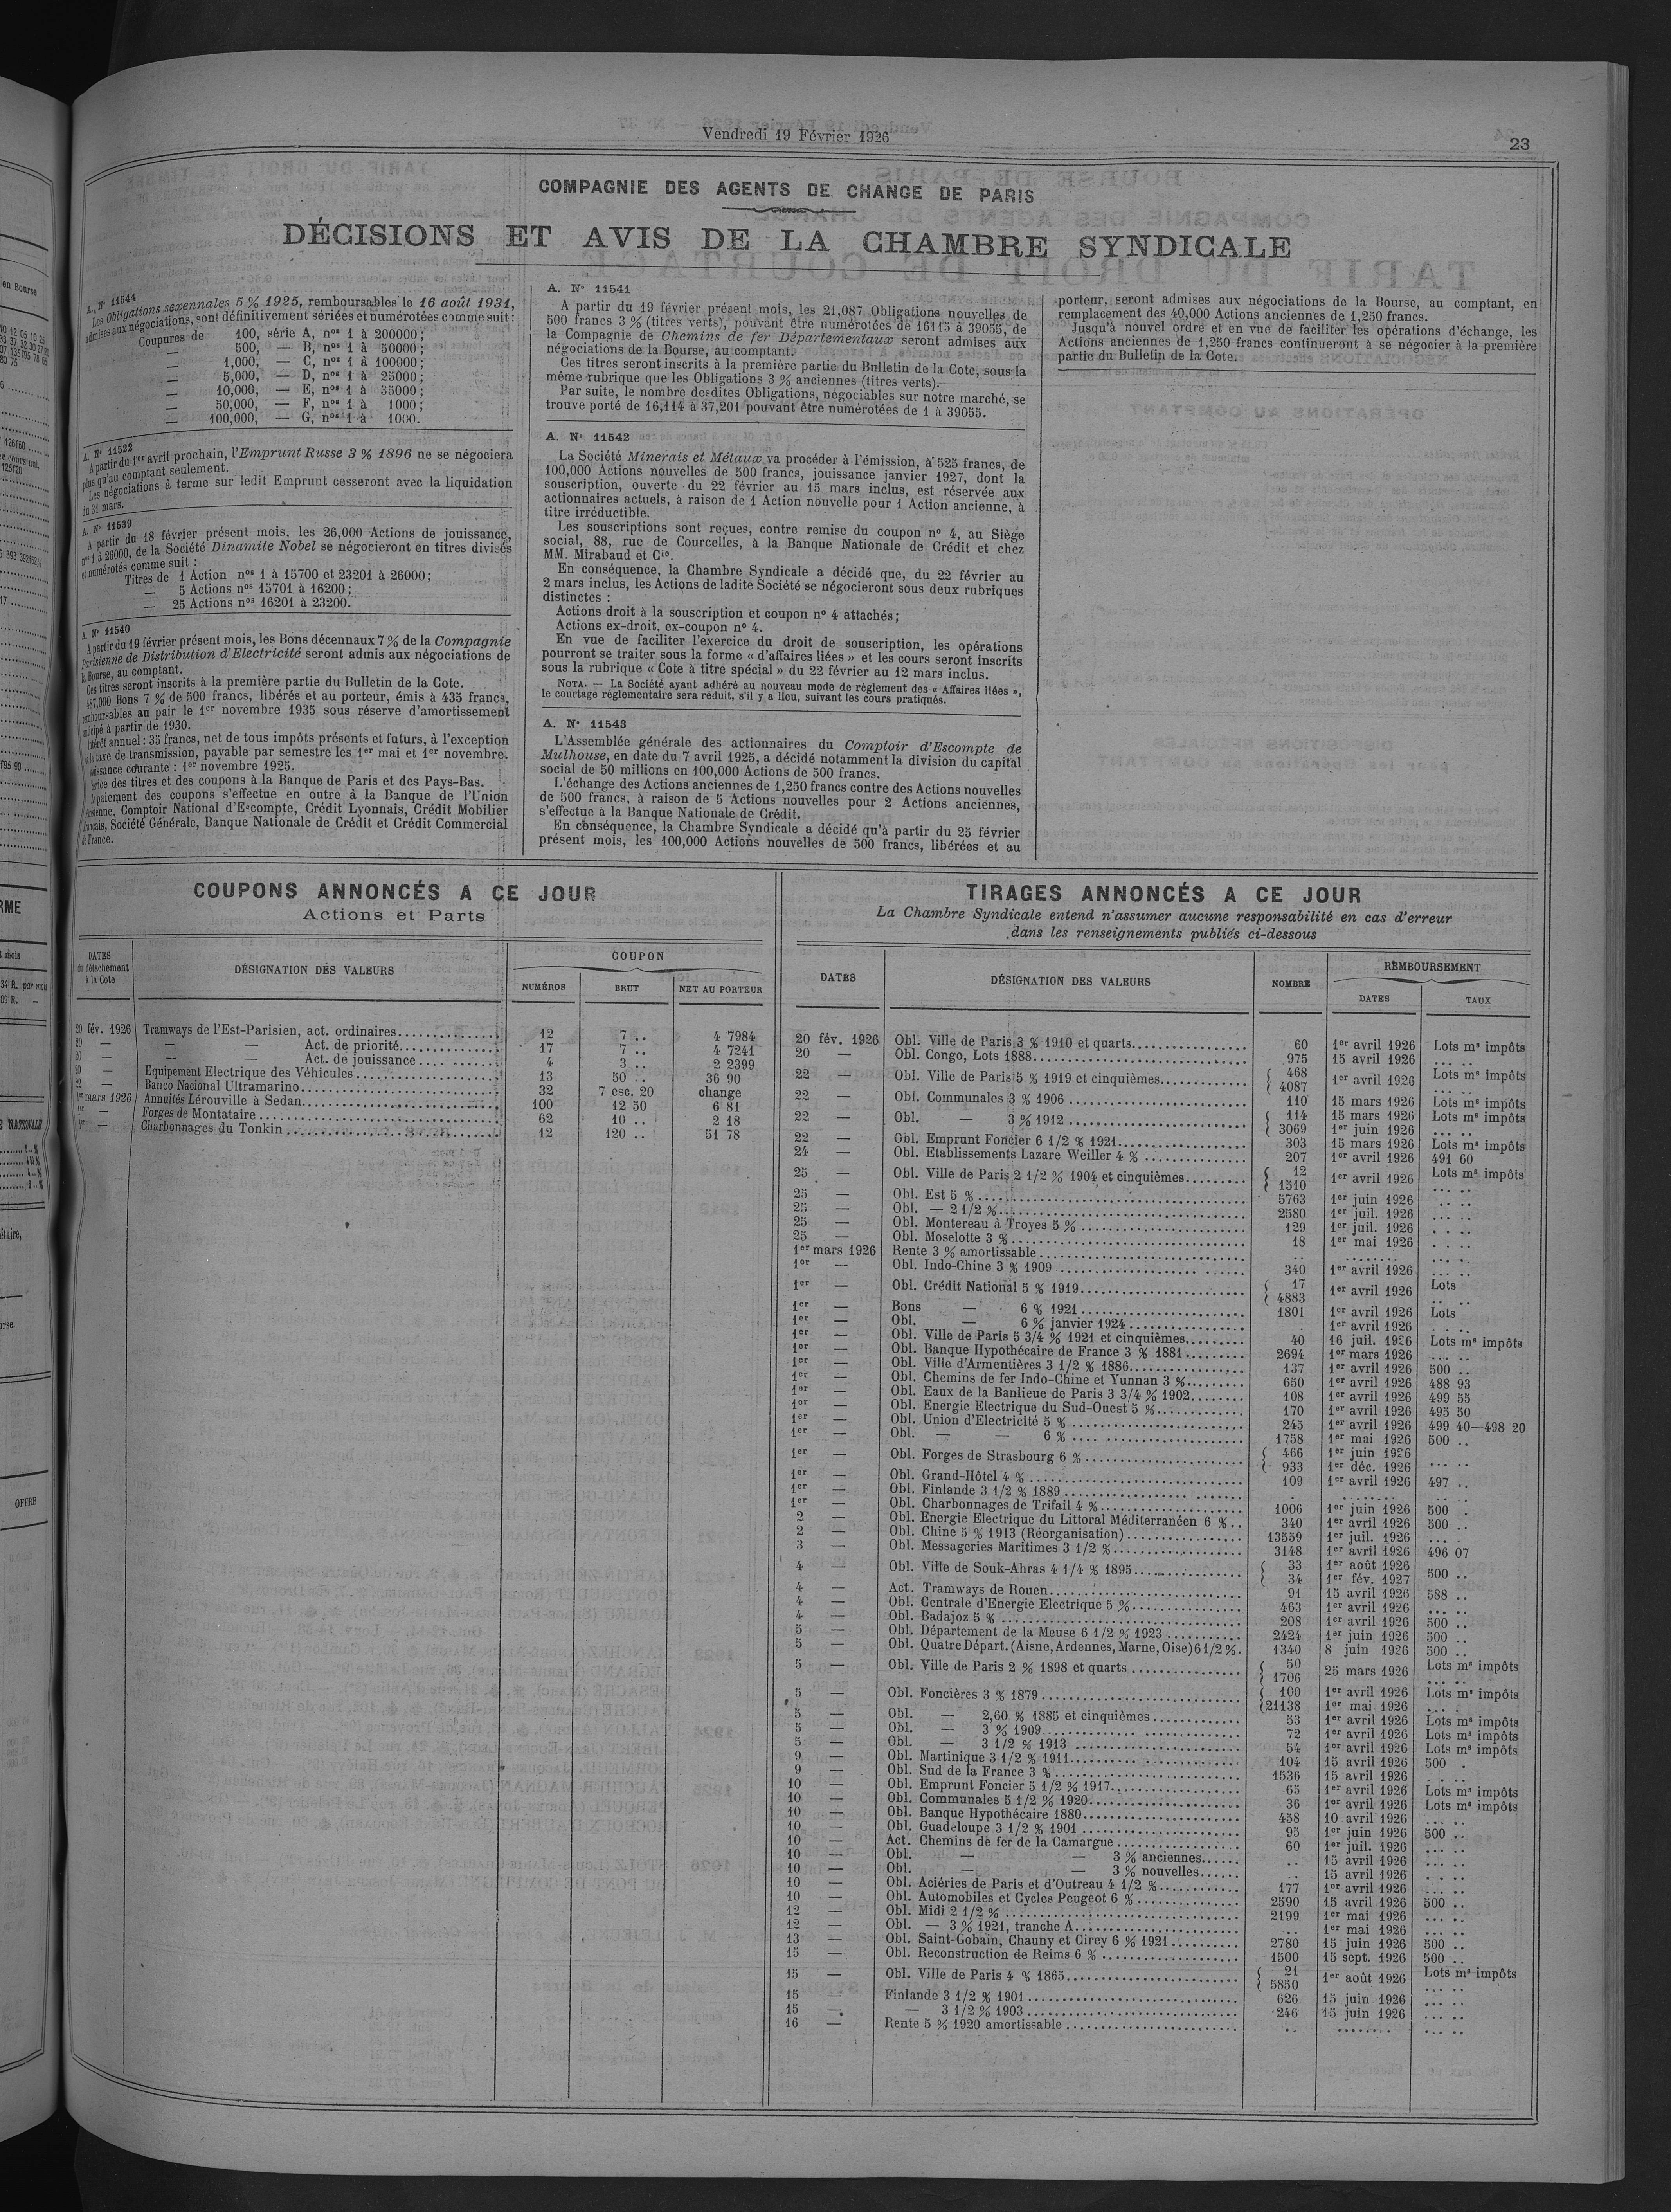 Vendredi 19 Février 1926
23
COMPAGNIE DES AGENTS DE CHANGE DE PARIS
DÉCISIONS ET AVIS DE LA CHAMBRE SYNDICALE
A. N° 11544
Les Obligations sexennales 5 % 1925, remboursables le 16 août 1931,
admises aux négociations, sont définitivement sériées et numérotées comme suit :
Coupures de 100, série A, nos 1 à 200000;
— 500, — B, nos 1 à 50000;
— 1,000, — C, nos 1 à 100000;
— 5,000, — D, nos 1 à 25000;
— 10,000, — E, nos 1 à 35000;
— 50,000, — F, nos 1 à 1000;
— 100,000, — G, nos 1 à 1000.
A. N° 11522
A partir du 1er avril prochain, l'Emprunt Russe 3 % 1896 ne se négociera
plus qu'au comptant seulement.
Les négociations à terme sur ledit Emprunt cesseront avec la liquidation
du 31 mars.
A. N° 11539
A partir du 18 février présent mois, les 26,000 Actions de jouissance,
nos 1 à 26000, de la Société Dinamite Nobel se négocieront en titres divisés
et numérotés comme suit :
Titres de 1 Action nos 1 à 15700 et 23201 à 26000;
— 5 Actions nos 15701 à 16200;
— 25 Actions nos 16201 à 23200.
A. N° 11540
A partir du 19 février présent mois, les Bons décennaux 7 % de la Compagnie
Parisienne de Distribution d'Electricité seront admis aux négociations de
la Bourse, au comptant.
Ces titres seront inscrits à la première partie du Bulletin de la Cote.
487,000 Bons 7 % de 500 francs, libérés et au porteur, émis à 435 francs,
remboursables au pair le 1er novembre 1935 sous réserve d'amortissement
anticipé à partir de 1930.
Intérêt annuel : 35 francs, net de tous impôts présents et futurs, à l'exception
de la taxe de transmission, payable par semestre les 1er mai et 1er novembre.
Jouissance courante : 1er novembre 1925.
Service des titres et des coupons à la Banque de Paris et des Pays-Bas.
Le paiement des coupons s'effectue en outre à la Banque de l'Union
Parisienne, Comptoir National d'Escompte, Crédit Lyonnais, Crédit Mobilier
Français, Société Générale, Banque Nationale de Crédit et Crédit Commercial
de France.
A. N° 11541
A partir du 19 février présent mois, les 21,087 Obligations nouvelles de
500 francs 3 % (titres verts), pouvant être numérotées de 16115 à 39055, de
la Compagnie de Chemins de fer Départementaux seront admises aux
négociations de la Bourse, au comptant.
Ces titres seront inscrits à la première partie du Bulletin de la Cote, sous la
même rubrique que les Obligations 3 % anciennes (titres verts).
Par suite, le nombre desdites Obligations, négociables sur notre marché, se
trouve porté de 16,114 à 37,201 pouvant être numérotées de 1 à 39055.
A. N° 11542
La Société Minerais et Métaux va procéder à l'émission, à 525 francs, de
100,000 Actions nouvelles de 500 francs, jouissance janvier 1927, dont la
souscription, ouverte du 22 février au 15 mars inclus, est réservée aux
actionnaires actuels, à raison de 1 Action nouvelle pour 1 Action ancienne, à
titre irréductible.
Les souscriptions sont reçues, contre remise du coupon n° 4, au Siège
social, 88, rue de Courcelles, à la Banque Nationale de Crédit et chez
MM. Mirabaud et Cie.
En conséquence, la Chambre Syndicale a décidé que, du 22 février au
2 mars inclus, les Actions de ladite Société se négocieront sous deux rubriques
distinctes :
Actions droit à la souscription et coupon n° 4 attachés;
Actions ex-droit, ex-coupon n° 4.
En vue de faciliter l'exercice du droit de souscription, les opérations
pourront se traiter sous la forme « d'affaires liées » et les cours seront inscrits
sous la rubrique « Cote à titre spécial » du 22 février au 12 mars inclus.
NOTA. — La Société ayant adhéré au nouveau mode de règlement des « Affaires liées »,
le courtage réglementaire sera réduit, s'il y a lieu, suivant les cours pratiqués.
A. N° 11543
L'Assemblée générale des actionnaires du Comptoir d'Escompte de
Mulhouse, en date du 7 avril 1925, a décidé notamment la division du capital
social de 50 millions en 100,000 Actions de 500 francs.
L'échange des Actions anciennes de 1,250 francs contre des Actions nouvelles
de 500 francs, à raison de 5 Actions nouvelles pour 2 Actions anciennes,
s'effectue à la Banque Nationale de Crédit.
En conséquence, la Chambre Syndicale a décidé qu'à partir du 25 février
présent mois, les 100,000 Actions nouvelles de 500 francs, libérées et au
porteur, seront admises aux négociations de la Bourse, au comptant, en
remplacement des 40,000 Actions anciennes de 1,250 francs.
Jusqu'à nouvel ordre et en vue de faciliter les opérations d'échange, les
Actions anciennes de 1,250 francs continueront à se négocier à la première
partie du Bulletin de la Cote.
COUPONS ANNONCÉS A CE JOUR
Actions et Parts
DATES du détachement à la Cote
DÉSIGNATION DES VALEURS
COUPON
NUMÉROS BRUT NET AU PORTEUR
20 fév. 1926 Tramways de l'Est-Parisien, act. ordinaires 12 7 .. 4 7984
20 — — — Act. de priorité 17 7 .. 4 7241
20 — — — Act. de jouissance 4 3 .. 2 2399
20 — Equipement Electrique des Véhicules 13 50 .. 36 90
22 — Banco Nacional Ultramarino 32 7 esc. 20 change
1er mars 1926 Annuités Lérouville à Sedan 100 12 50 6 81
1er — Forges de Montataire 62 10 .. 2 18
1er — Charbonnages du Tonkin 12 120 .. 51 78
TIRAGES ANNONCÉS A CE JOUR
La Chambre Syndicale entend n'assumer aucune responsabilité en cas d'erreur
dans les renseignements publiés ci-dessous
DATES DÉSIGNATION DES VALEURS NOMBRE REMBOURSEMENT
DATES TAUX
20 fév. 1926 Obl. Ville de Paris 3 % 1910 et quarts 60 1er avril 1926 Lots ms impôts
20 — Obl. Congo, Lots 1888 975 15 avril 1926 .... ..
22 — Obl. Ville de Paris 5 % 1919 et cinquièmes { 468 1er avril 1926 Lots ms impôts
{ 4087 .... ..
22 — Obl. Communales 3 % 1906 110 15 mars 1926 Lots ms impôts
22 — Obl. — 3 % 1912 { 114 15 mars 1926 Lots ms impôts
{ 3069 1er juin 1926 .... ..
22 — Obl. Emprunt Foncier 6 1/2 % 1921 303 15 mars 1926 Lots ms impôts
24 — Obl. Etablissements Lazare Weiller 4 % 207 1er avril 1926 491 60
25 — Obl. Ville de Paris 2 1/2 % 1904 et cinquièmes { 12 1er avril 1926 Lots ms impôts
{ 1510 .... ..
25 — Obl. Est 5 % 5763 1er juin 1926 .... ..
25 — Obl. — 2 1/2 % 2580 1er juil. 1926 .... ..
25 — Obl. Montereau à Troyes 5 % 129 1er juil. 1926 .... ..
25 — Obl. Moselotte 3 % 18 1er mai 1926 .... ..
1er mars 1926 Rente 3 % amortissable .. ........ .... ..
1er — Obl. Indo-Chine 3 % 1909 340 1er avril 1926 .... ..
1er — Obl. Crédit National 5 % 1919 { 17 1er avril 1926 Lots
{ 4883 .... ..
1er — Bons — 6 % 1921 1801 1er avril 1926 Lots
1er — Obl. — 6 % janvier 1924 .. 1er avril 1926 .... ..
1er — Obl. Ville de Paris 5 3/4 % 1921 et cinquièmes 40 16 juil. 1926 Lots ms impôts
1er — Obl. Banque Hypothécaire de France 3 % 1881 2694 1er mars 1926 .... ..
1er — Obl. Ville d'Armentières 3 1/2 % 1886 137 1er avril 1926 500 ..
1er — Obl. Chemins de fer Indo-Chine et Yunnan 3 % 650 1er avril 1926 488 93
1er — Obl. Eaux de la Banlieue de Paris 3 3/4 % 1902 108 1er avril 1926 499 55
1er — Obl. Energie Electrique du Sud-Ouest 5 % 170 1er avril 1926 495 50
1er — Obl. Union d'Electricité 5 % 245 1er avril 1926 499 40—498 20
1er — Obl. — — 6 % 1758 1er mai 1926 500 ..
1er — Obl. Forges de Strasbourg 6 % { 466 1er juin 1926 .... ..
{ 933 1er déc. 1926
1er — Obl. Grand-Hôtel 4 % 109 1er avril 1926 497 ..
1er — Obl. Finlande 3 1/2 % 1889 .. ........ .... ..
1er — Obl. Charbonnages de Trifail 4 % 1006 1er juin 1926 500 ..
2 — Obl. Energie Electrique du Littoral Méditerranéen 6 % 340 1er avril 1926 500 ..
2 — Obl. Chine 5 % 1913 (Réorganisation) 13559 1er juil. 1926 .... ..
3 — Obl. Messageries Maritimes 3 1/2 % 3148 1er avril 1926 496 07
4 — Obl. Ville de Souk-Ahras 4 1/4 % 1895 { 33 1er août 1926 500 ..
{ 34 1er fév. 1927
4 — Act. Tramways de Rouen 91 15 avril 1926 588 ..
4 — Obl. Centrale d'Energie Electrique 5 % 463 1er avril 1926 .... ..
4 — Obl. Badajoz 5 % 208 1er avril 1926 500 ..
5 — Obl. Département de la Meuse 6 1/2 % 1923 2424 1er juin 1926 500 ..
5 — Obl. Quatre Départ. (Aisne, Ardennes, Marne, Oise) 6 1/2 % 1340 8 juin 1926 500 ..
5 — Obl. Ville de Paris 2 % 1898 et quarts { 50 25 mars 1926 Lots ms impôts
{ 1706 .... ..
5 — Obl. Foncières 3 % 1879 { 100 1er avril 1926 Lots ms impôts
{ 21138 1er mai 1926 .... ..
5 — Obl. — 2,60 % 1885 et cinquièmes 53 1er avril 1926 Lots ms impôts
5 — Obl. — 3 % 1909 72 1er avril 1926 Lots ms impôts
5 — Obl. — 3 1/2 % 1913 54 1er avril 1926 Lots ms impôts
9 — Obl. Martinique 3 1/2 % 1911 104 15 avril 1926 500 ..
9 — Obl. Sud de la France 3 % 1536 15 avril 1926 .... ..
10 — Obl. Emprunt Foncier 5 1/2 % 1917 65 1er avril 1926 Lots ms impôts
10 — Obl. Communales 5 1/2 % 1920 36 1er avril 1926 Lots ms impôts
10 — Obl. Banque Hypothécaire 1880 458 10 avril 1926 .... ..
10 — Obl. Guadeloupe 3 1/2 % 1901 95 1er juin 1926 500 ..
10 — Act. Chemins de fer de la Camargue 60 1er juil. 1926 .... ..
10 — Obl. — — 3 % anciennes .. 15 avril 1926 .... ..
10 — Obl. — — 3 % nouvelles .. 15 avril 1926 .... ..
10 — Obl. Aciéries de Paris et d'Outreau 4 1/2 % 177 1er avril 1926 .... ..
10 — Obl. Automobiles et Cycles Peugeot 6 % 2590 15 avril 1926 500 ..
12 — Obl. Midi 2 1/2 % 2199 1er mai 1926 .... ..
12 — Obl. — 3 % 1921, tranche A .. 1er mai 1926 .... ..
13 — Obl. Saint-Gobain, Chauny et Cirey 6 % 1921 2780 15 juin 1926 500 ..
15 — Obl. Reconstruction de Reims 6 % 1500 15 sept. 1926 500 ..
15 — Obl. Ville de Paris 4 % 1865 { 21 1er août 1926 Lots ms impôts
{ 5850 .... ..
15 — Finlande 3 1/2 % 1901 626 15 juin 1926 .... ..
15 — — 3 1/2 % 1903 246 15 juin 1926 .... ..
16 — Rente 5 % 1920 amortissable .. ........ .... ..